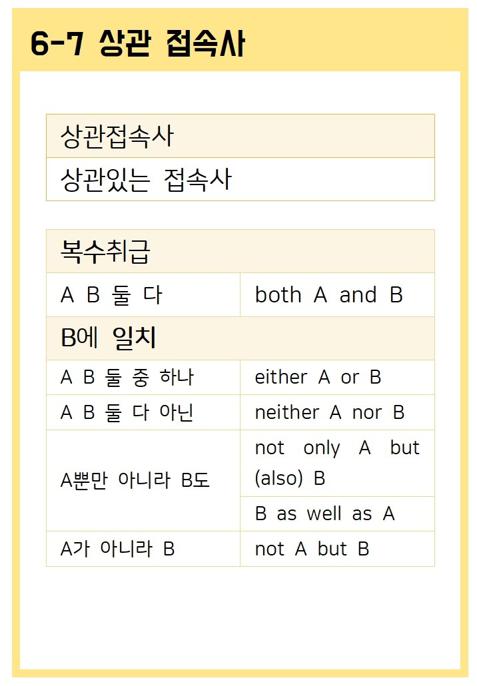 6-7 상관 접속사
상관접속사
상관있는 접속사
복수취급
A B 둘 다 both A and B
B에 일치
A B 둘 중 하나 either A or B
A B 둘 다 아닌 neither A nor B
A뿐만 아니라 B도 not only A but
(also) B
B as well as A
A가 아니라 B not A but B